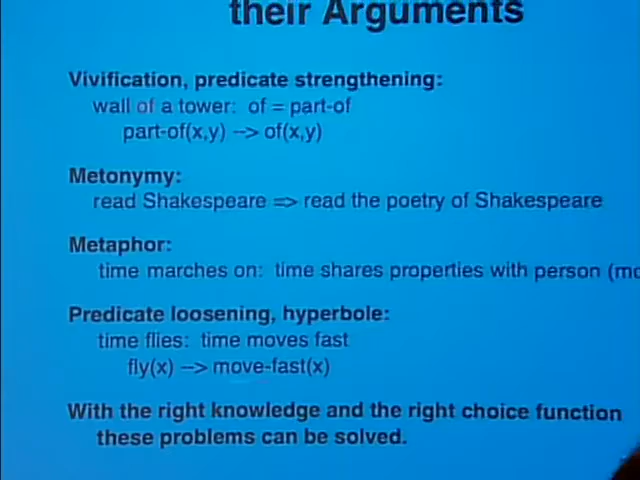 their Arguments
Vivification, predicate strengthening:
wall of a tower: of = part-of
part-of(x,y) --> of(x,y)
Metonymy:
read Shakespeare => read the poetry of Shakespeare
Metaphor:
time marches on: time shares properties with person (mo
Predicate loosening, hyperbole:
time flies: time moves fast
fly(x) --> move-fast(x)
With the right knowledge and the right choice function
these problems can be solved.